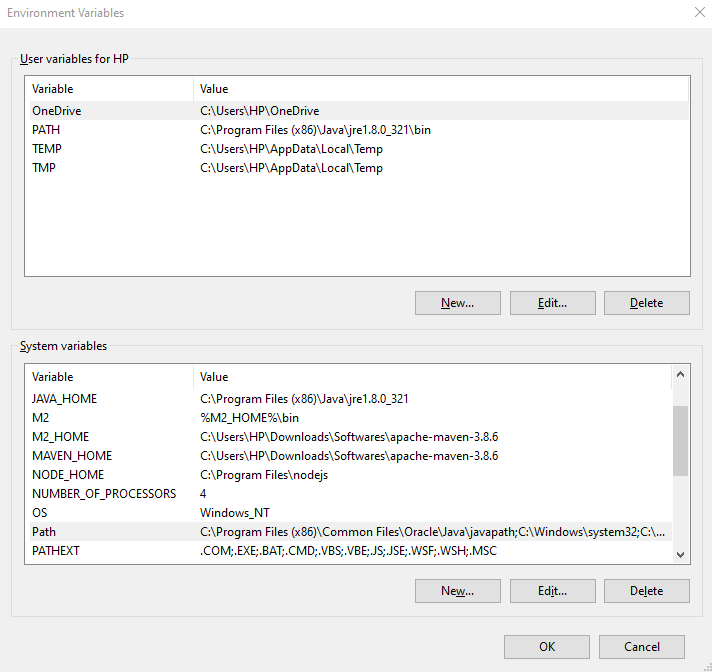 Environment Variables
User variables for HP
Variable Value
OneDrive C:\Users\HP\OneDrive
PATH C:\Program Files (x86)\Java\jre1.8.0_321\bin
TEMP C:\Users\HP\AppData\Local\Temp
TMP C:\Users\HP\AppData\Local\Temp
New... Edit... Delete
System variables
Variable Value
JAVA_HOME C:\Program Files (x86)\Java\jre1.8.0_321
M2 %M2_HOME%\bin
M2_HOME C:\Users\HP\Downloads\Softwares\apache-maven-3.8.6
MAVEN_HOME C:\Users\HP\Downloads\Softwares\apache-maven-3.8.6
NODE_HOME C:\Program Files\nodejs
NUMBER_OF_PROCESSORS 4
OS Windows_NT
Path C:\Program Files (x86)\Common Files\Oracle\Java\javapath;C:\Windows\system32;C:\...
PATHEXT .COM;.EXE;.BAT;.CMD;.VBS;.VBE;.JS;.JSE;.WSF;.WSH;.MSC
New... Edit... Delete
OK Cancel